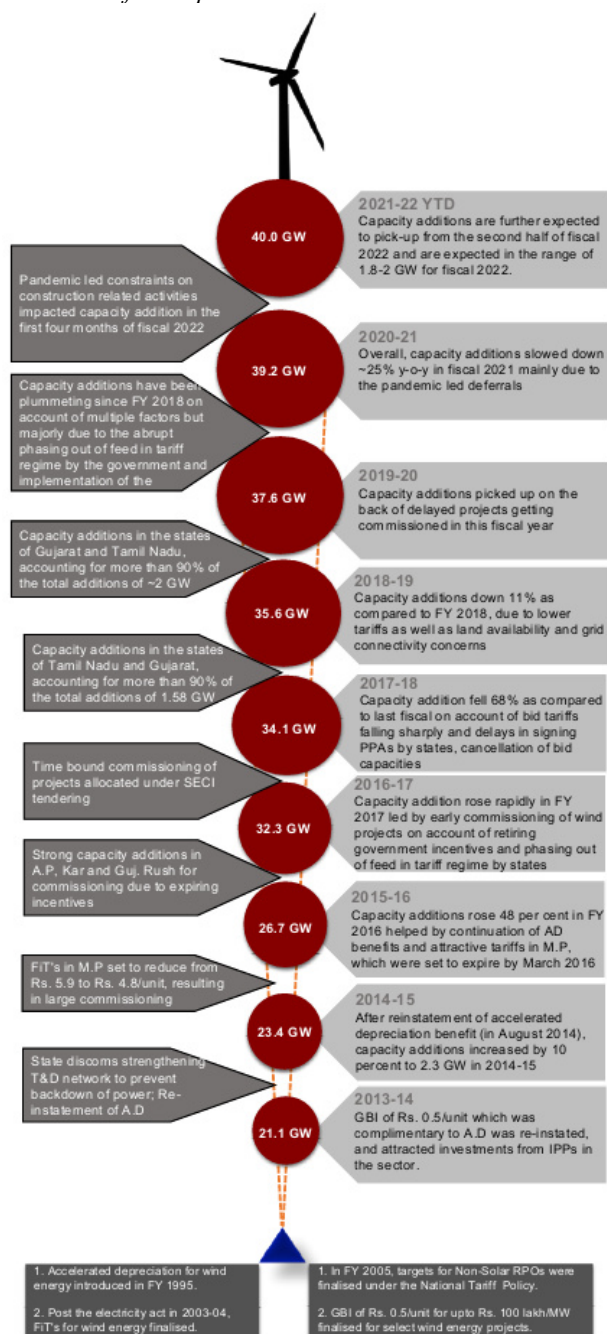 40.0 GW
2021-22 YTD
Capacity additions are further expected
to pick-up from the second half of fiscal
2022 and are expected in the range of
1.8-2 GW for fiscal 2022.
Pandemic led constraints on
construction related activities
impacted capacity addition in the
first four months of fiscal 2022
39.2 GW
2020-21
Overall, capacity additions slowed down
~25% y-o-y in fiscal 2021 mainly due to
the pandemic led deferrals
Capacity additions have been
plummeting since FY 2018 on
account of multiple factors but
majorly due to the abrupt
phasing out of feed in tariff
regime by the government and
implementation of the
37.6 GW
2019-20
Capacity additions picked up on the
back of delayed projects getting
commissioned in this fiscal year
Capacity additions in the states
of Gujarat and Tamil Nadu,
accounting for more than 90% of
the total additions of ~2 GW
35.6 GW
2018-19
Capacity additions down 11% as
compared to FY 2018, due to lower
tariffs as well as land availability and grid
connectivity concerns
Capacity additions in the states
of Tamil Nadu and Gujarat,
accounting for more than 90% of
the total additions of 1.58 GW
34.1 GW
2017-18
Capacity addition fell 68% as compared
to last fiscal on account of bid tariffs
falling sharply and delays in signing
PPAs by states, cancellation of bid
capacities
Time bound commissioning of
projects allocated under SECI
tendering
32.3 GW
2016-17
Capacity addition rose rapidly in FY
2017 led by early commissioning of wind
projects on account of retiring
government incentives and phasing out
of feed in tariff regime by states
Strong capacity additions in
A.P, Kar and Guj. Rush for
commissioning due to expiring
incentives
26.7 GW
2015-16
Capacity additions rose 48 per cent in FY
2016 helped by continuation of AD
benefits and attractive tariffs in M.P,
which were set to expire by March 2016
FiT's in M.P set to reduce from
Rs. 5.9 to Rs. 4.8/unit, resulting
in large commissioning
23.4 GW
2014-15
After reinstatement of accelerated
depreciation benefit (in August 2014),
capacity additions increased by 10
percent to 2.3 GW in 2014-15
State discoms strengthening
T&D network to prevent
backdown of power; Re-
instatement of A.D
21.1 GW
2013-14
GBI of Rs. 0.5/unit which was
complimentary to A.D was re-instated,
and attracted investments from IPPs in
the sector.
1. Accelerated depreciation for wind
energy introduced in FY 1995.
2. Post the electricity act in 2003-04,
FiT's for wind energy finalised.
1. In FY 2005, targets for Non-Solar RPOs were
finalised under the National Tariff Policy.
2. GBI of Rs. 0.5/unit for upto Rs. 100 lakh/MW
finalised for select wind energy projects.